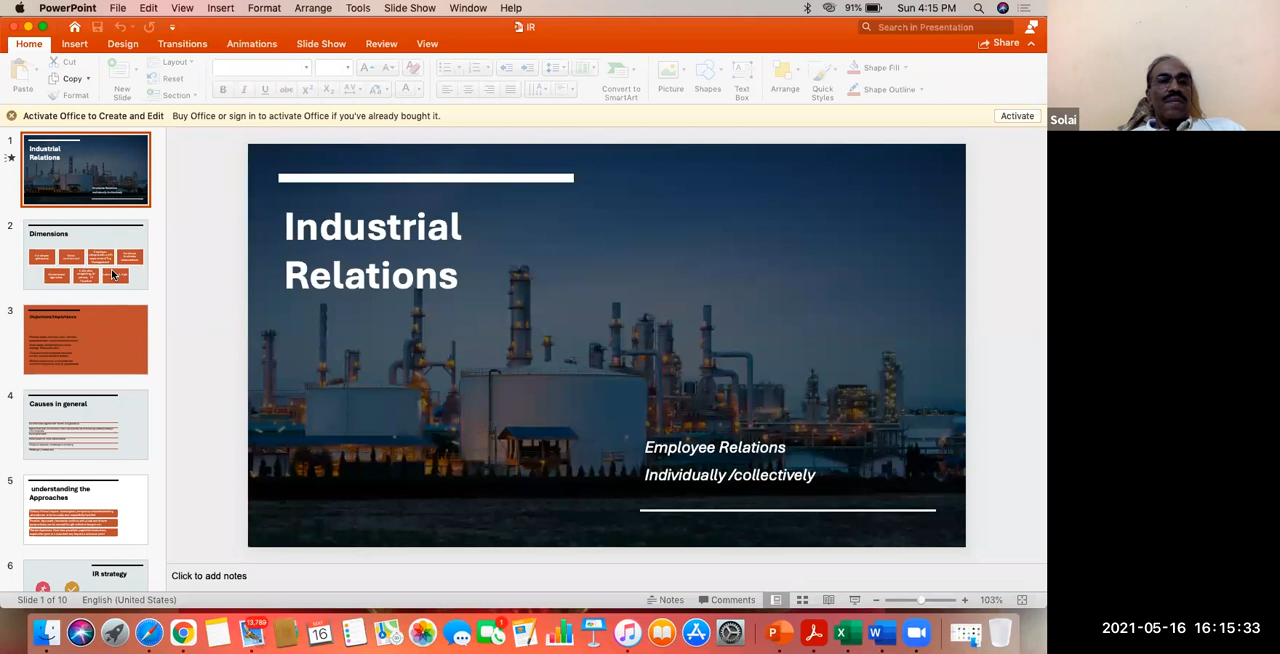 PowerPoint File Edit View Insert Format Arrange Tools Slide Show Window Help 91% Sun 4:15 PM
IR
Search in Presentation
Home Insert Design Transitions Animations Slide Show Review View
Share
Paste Cut Copy Format New Slide Layout Reset Section
Convert to SmartArt Picture Shapes Text Box Arrange Quick Styles Shape Fill Shape Outline
Activate Office to Create and Edit Buy Office or sign in to activate Office if you've already bought it. Activate
1
Industrial
Relations
2
Dimensions
3
4
Causes in general
5
understanding the
Approaches
6
IR strategy
Industrial
Relations
Employee Relations
Individually /collectively
Click to add notes
Slide 1 of 10 English (United States) Notes Comments 103%
13,789
1
MAY
16
Solai
2021-05-16 16:15:33